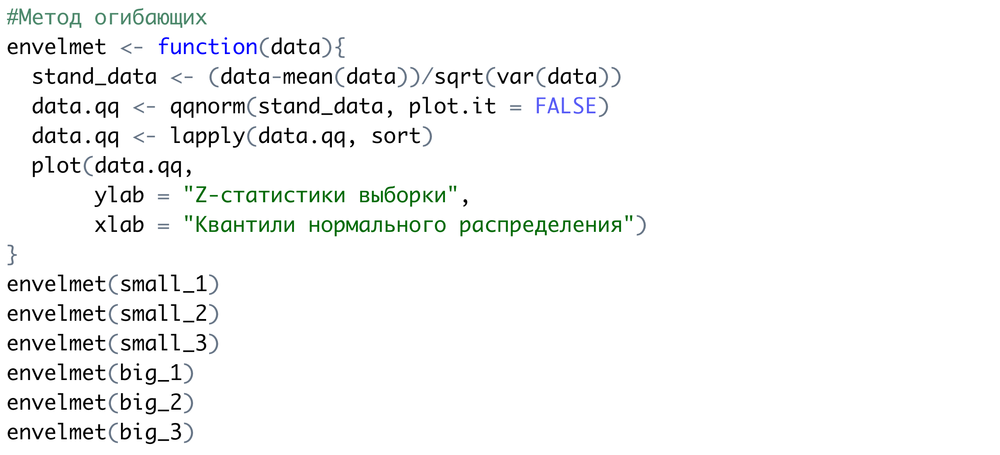 #Метод огибающих
envelmet <- function(data){
  stand_data <- (data-mean(data))/sqrt(var(data))
  data.qq <- qqnorm(stand_data, plot.it = FALSE)
  data.qq <- lapply(data.qq, sort)
  plot(data.qq,
       ylab = "Z-статистики выборки",
       xlab = "Квантили нормального распределения")
}
envelmet(small_1)
envelmet(small_2)
envelmet(small_3)
envelmet(big_1)
envelmet(big_2)
envelmet(big_3)